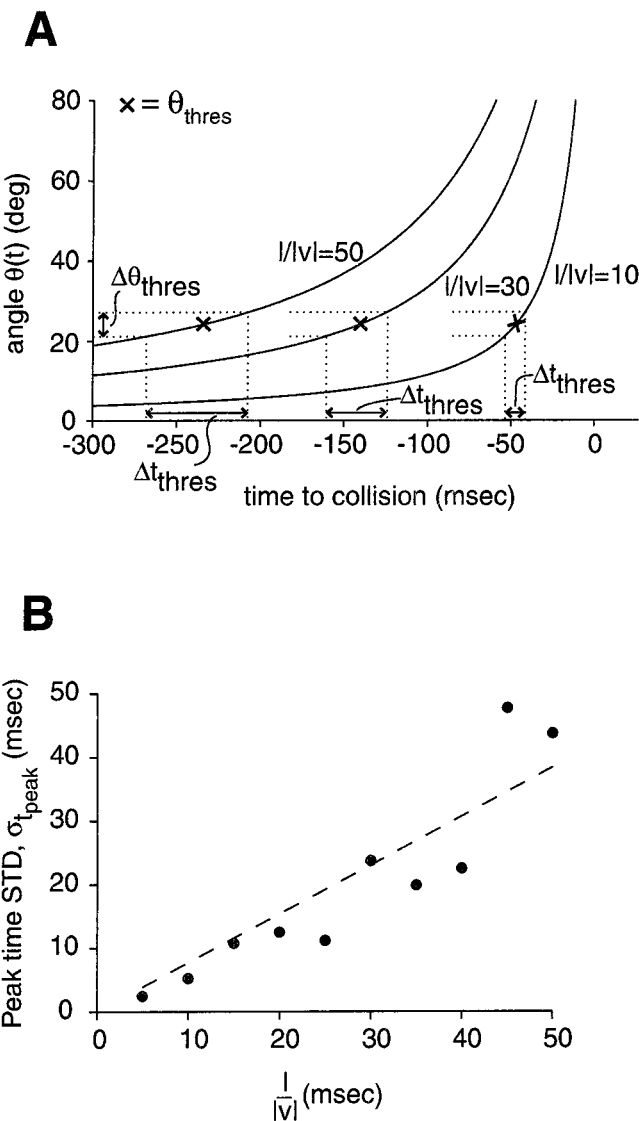 A
× = θthres
80
60
40
20
0
angle θ(t) (deg)
l/|v|=50
l/|v|=30
l/|v|=10
Δθthres
Δtthres
Δtthres
Δtthres
-300 -250 -200 -150 -100 -50 0
time to collision (msec)
B
50
40
30
20
10
0
Peak time STD, σtpeak (msec)
0 10 20 30 40 50
l/|v| (msec)